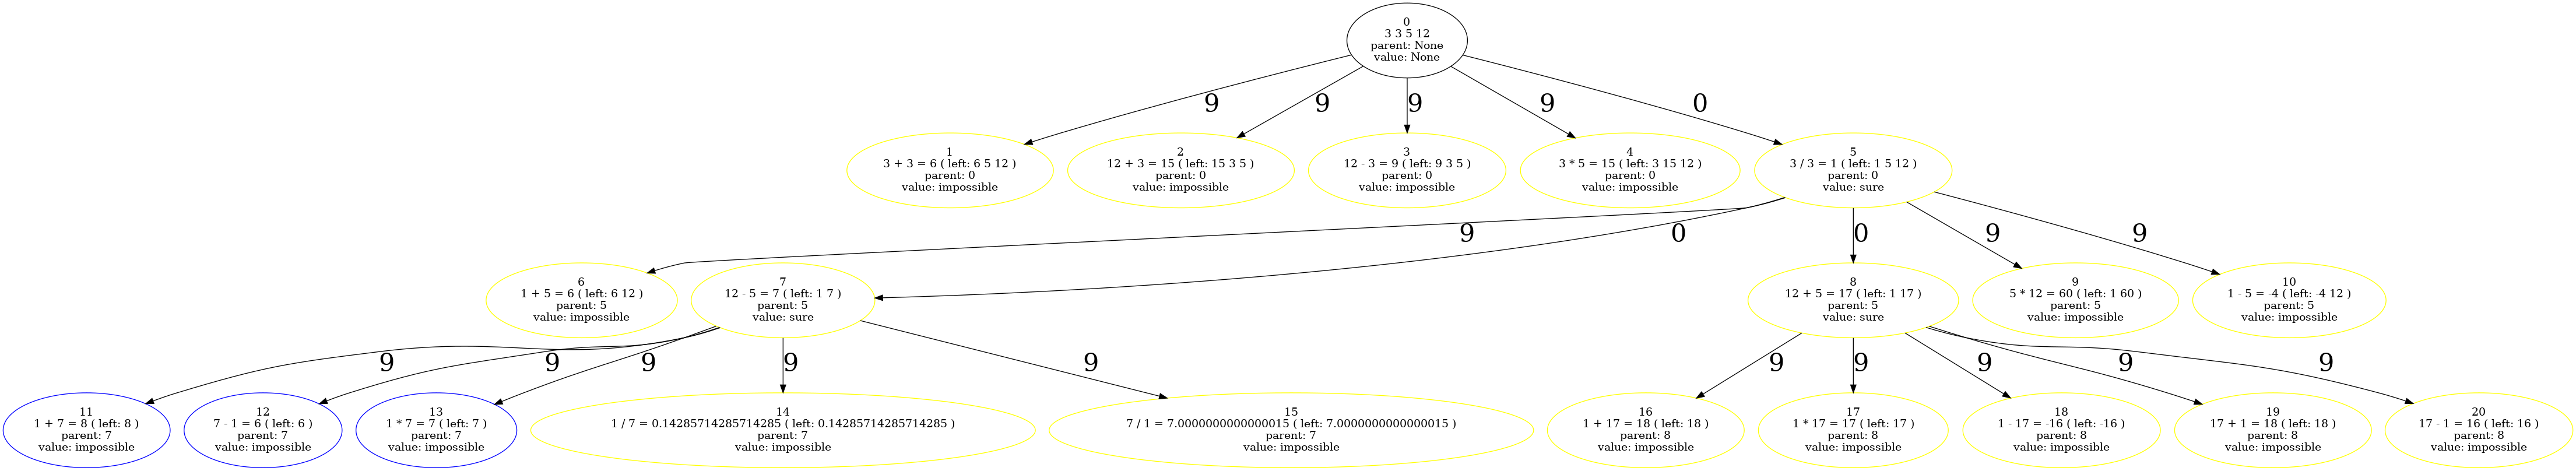 0
3 3 5 12
parent: None
value: None
9
9
9
9
0
1
3 + 3 = 6 ( left: 6 5 12 )
parent: 0
value: impossible
2
12 + 3 = 15 ( left: 15 3 5 )
parent: 0
value: impossible
3
12 - 3 = 9 ( left: 9 3 5 )
parent: 0
value: impossible
4
3 * 5 = 15 ( left: 3 15 12 )
parent: 0
value: impossible
5
3 / 3 = 1 ( left: 1 5 12 )
parent: 0
value: sure
9
0
0
9
9
6
1 + 5 = 6 ( left: 6 12 )
parent: 5
value: impossible
7
12 - 5 = 7 ( left: 1 7 )
parent: 5
value: sure
8
12 + 5 = 17 ( left: 1 17 )
parent: 5
value: sure
9
5 * 12 = 60 ( left: 1 60 )
parent: 5
value: impossible
10
1 - 5 = -4 ( left: -4 12 )
parent: 5
value: impossible
9
9
9
9
9
9
9
9
9
9
11
1 + 7 = 8 ( left: 8 )
parent: 7
value: impossible
12
7 - 1 = 6 ( left: 6 )
parent: 7
value: impossible
13
1 * 7 = 7 ( left: 7 )
parent: 7
value: impossible
14
1 / 7 = 0.14285714285714285 ( left: 0.14285714285714285 )
parent: 7
value: impossible
15
7 / 1 = 7.0000000000000015 ( left: 7.0000000000000015 )
parent: 7
value: impossible
16
1 + 17 = 18 ( left: 18 )
parent: 8
value: impossible
17
1 * 17 = 17 ( left: 17 )
parent: 8
value: impossible
18
1 - 17 = -16 ( left: -16 )
parent: 8
value: impossible
19
17 + 1 = 18 ( left: 18 )
parent: 8
value: impossible
20
17 - 1 = 16 ( left: 16 )
parent: 8
value: impossible